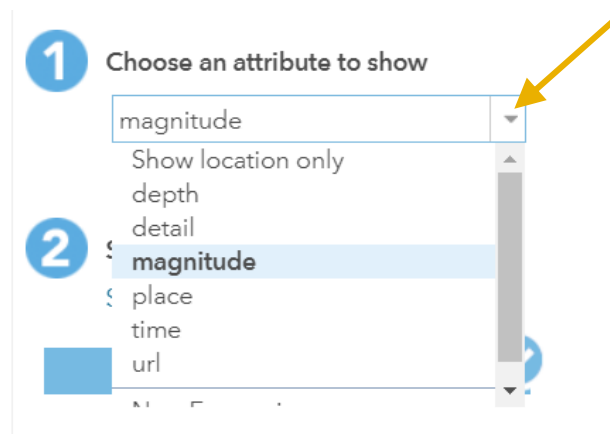 1
Choose an attribute to show
magnitude
Show location only
depth
detail
2
magnitude
place
time
url